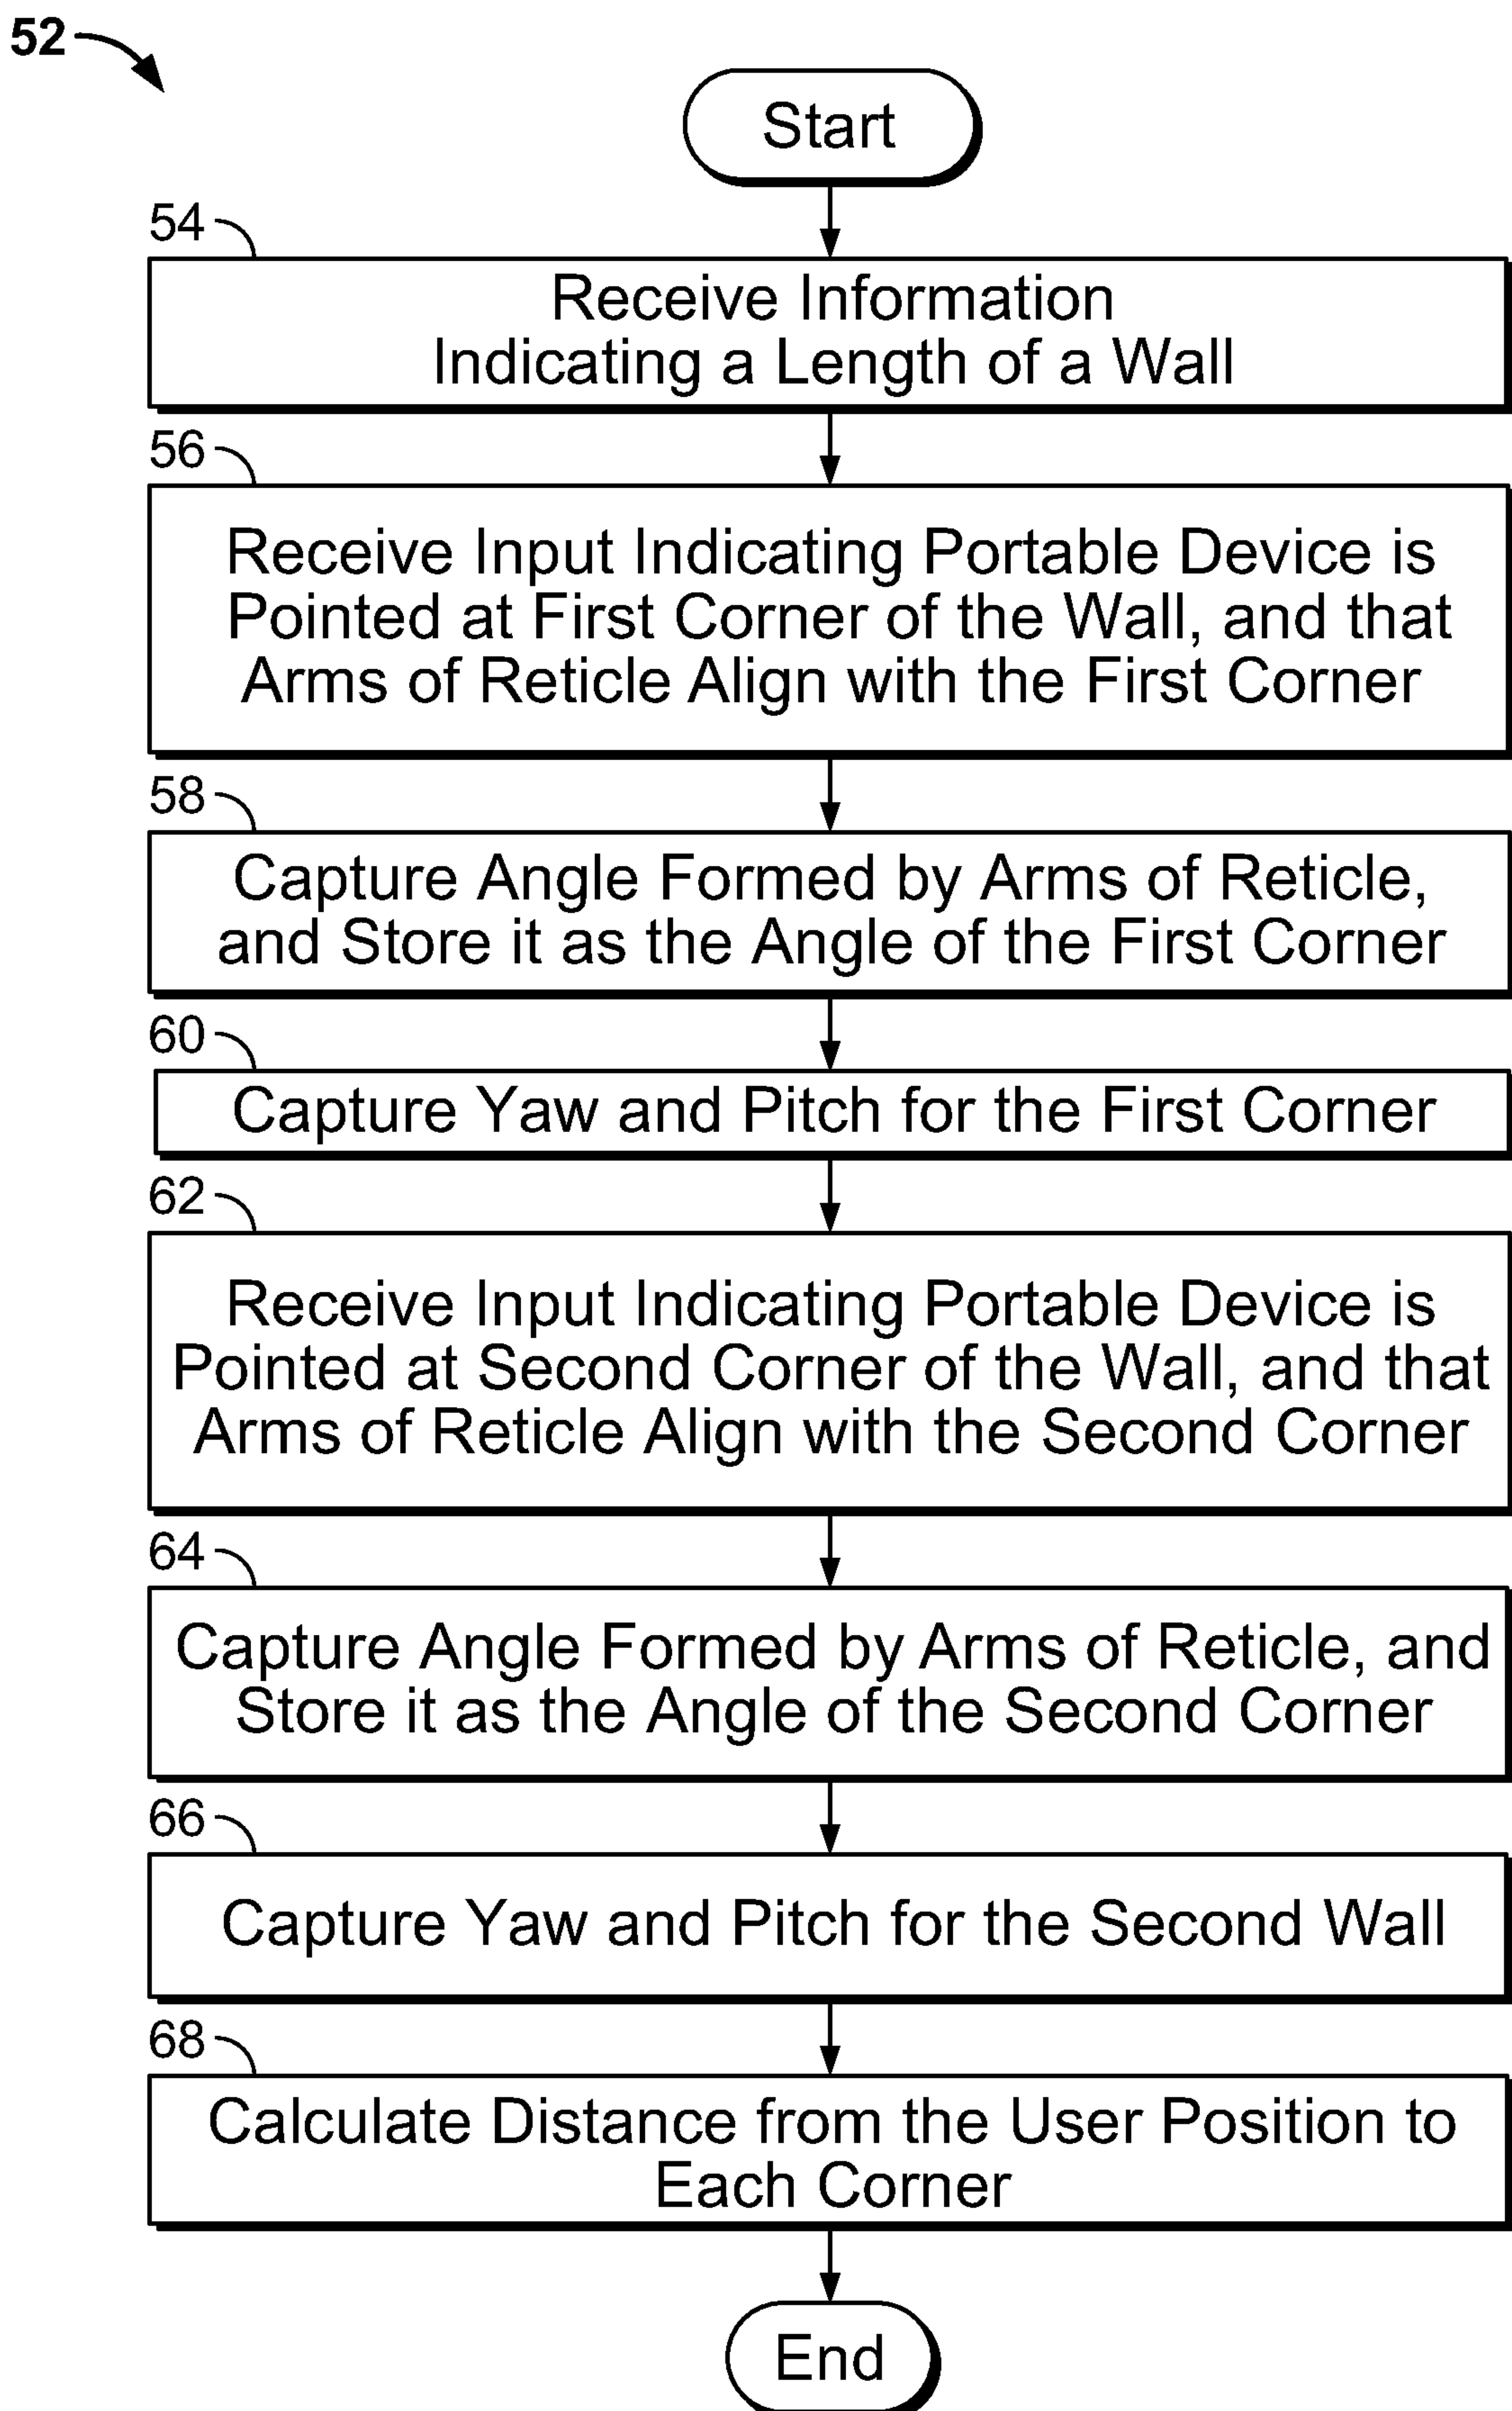 52
Start
54
Receive Information
Indicating a Length of a Wall
56
Receive Input Indicating Portable Device is
Pointed at First Corner of the Wall, and that
Arms of Reticle Align with the First Corner
58
Capture Angle Formed by Arms of Reticle,
and Store it as the Angle of the First Corner
60
Capture Yaw and Pitch for the First Corner
62
Receive Input Indicating Portable Device is
Pointed at Second Corner of the Wall, and that
Arms of Reticle Align with the Second Corner
64
Capture Angle Formed by Arms of Reticle, and
Store it as the Angle of the Second Corner
66
Capture Yaw and Pitch for the Second Wall
68
Calculate Distance from the User Position to
Each Corner
End